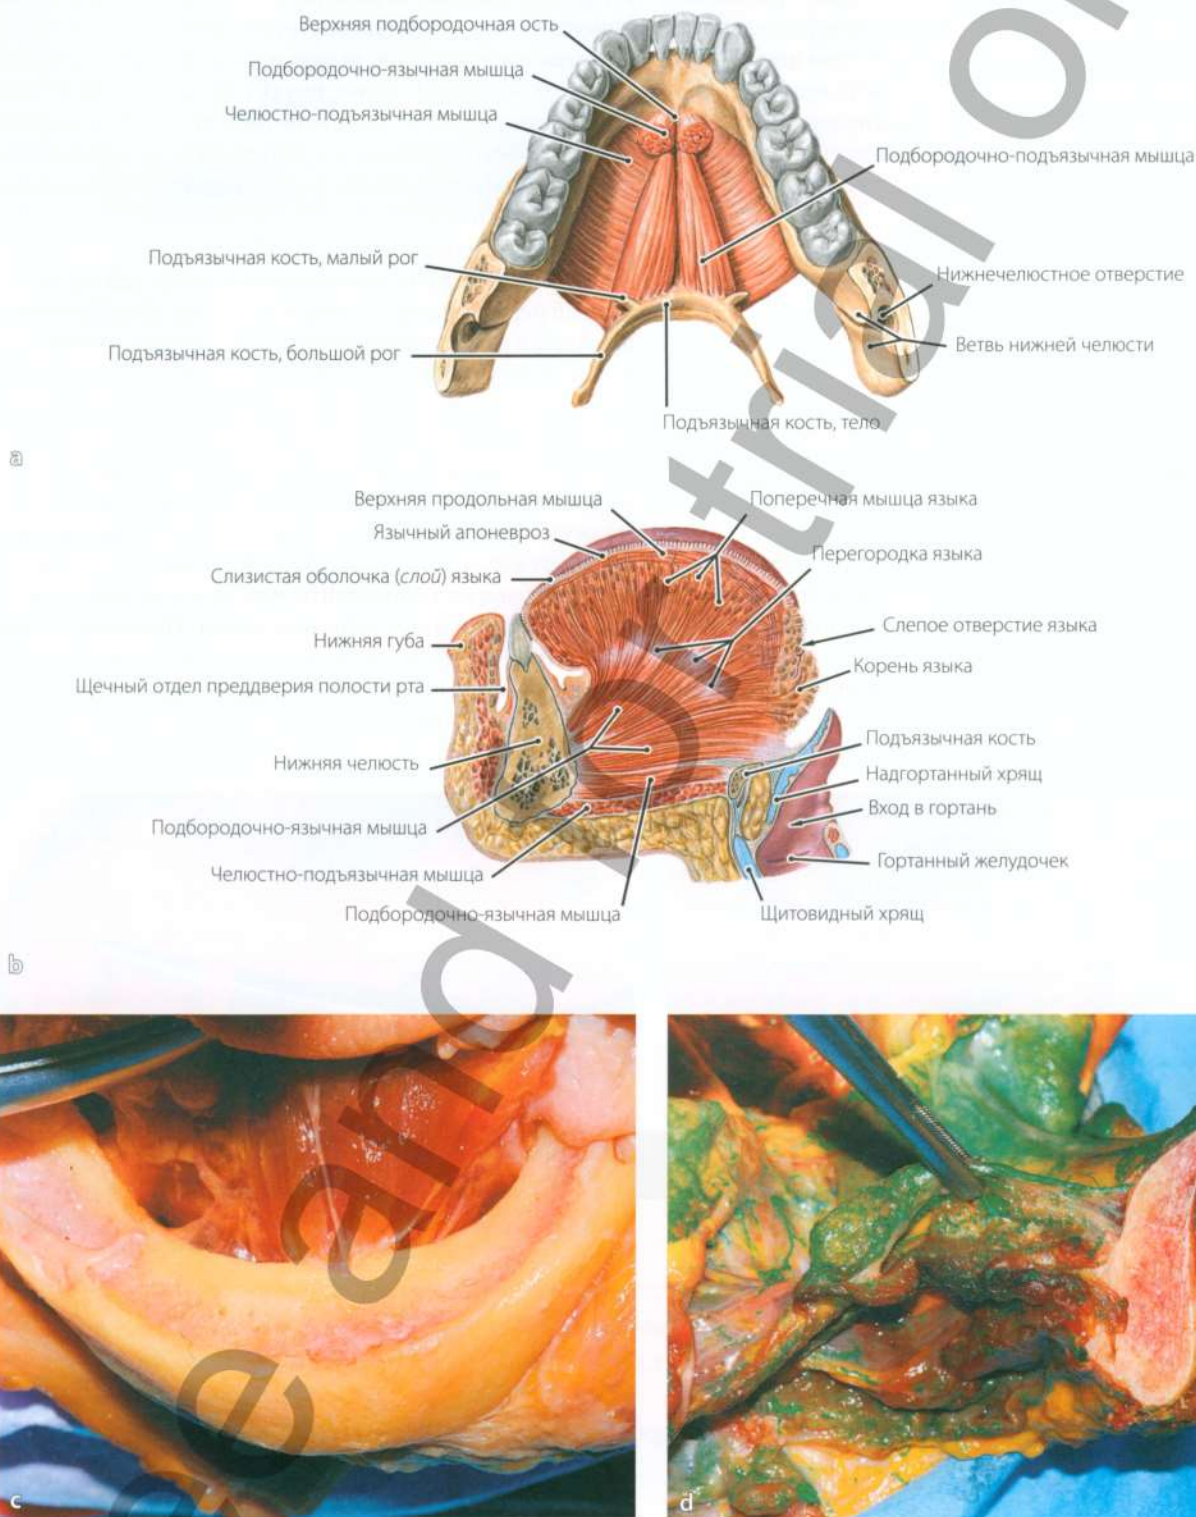 Верхняя подбородочная ость
Подбородочно-язычная мышца
Челюстно-подъязычная мышца
Подбородочно-подъязычная мышца
Подъязычная кость, малый рог
Нижнечелюстное отверстие
Подъязычная кость, большой рог
Ветвь нижней челюсти
Подъязычная кость, тело
a
Верхняя продольная мышца
Поперечная мышца языка
Язычный апоневроз
Перегородка языка
Слизистая оболочка (слой) языка
Слепое отверстие языка
Нижняя губа
Корень языка
Щечный отдел преддверия полости рта
Подъязычная кость
Нижняя челюсть
Надгортанный хрящ
Вход в гортань
Подбородочно-язычная мышца
Гортанный желудочек
Челюстно-подъязычная мышца
Подбородочно-язычная мышца
Щитовидный хрящ
b
c
d
and or trial